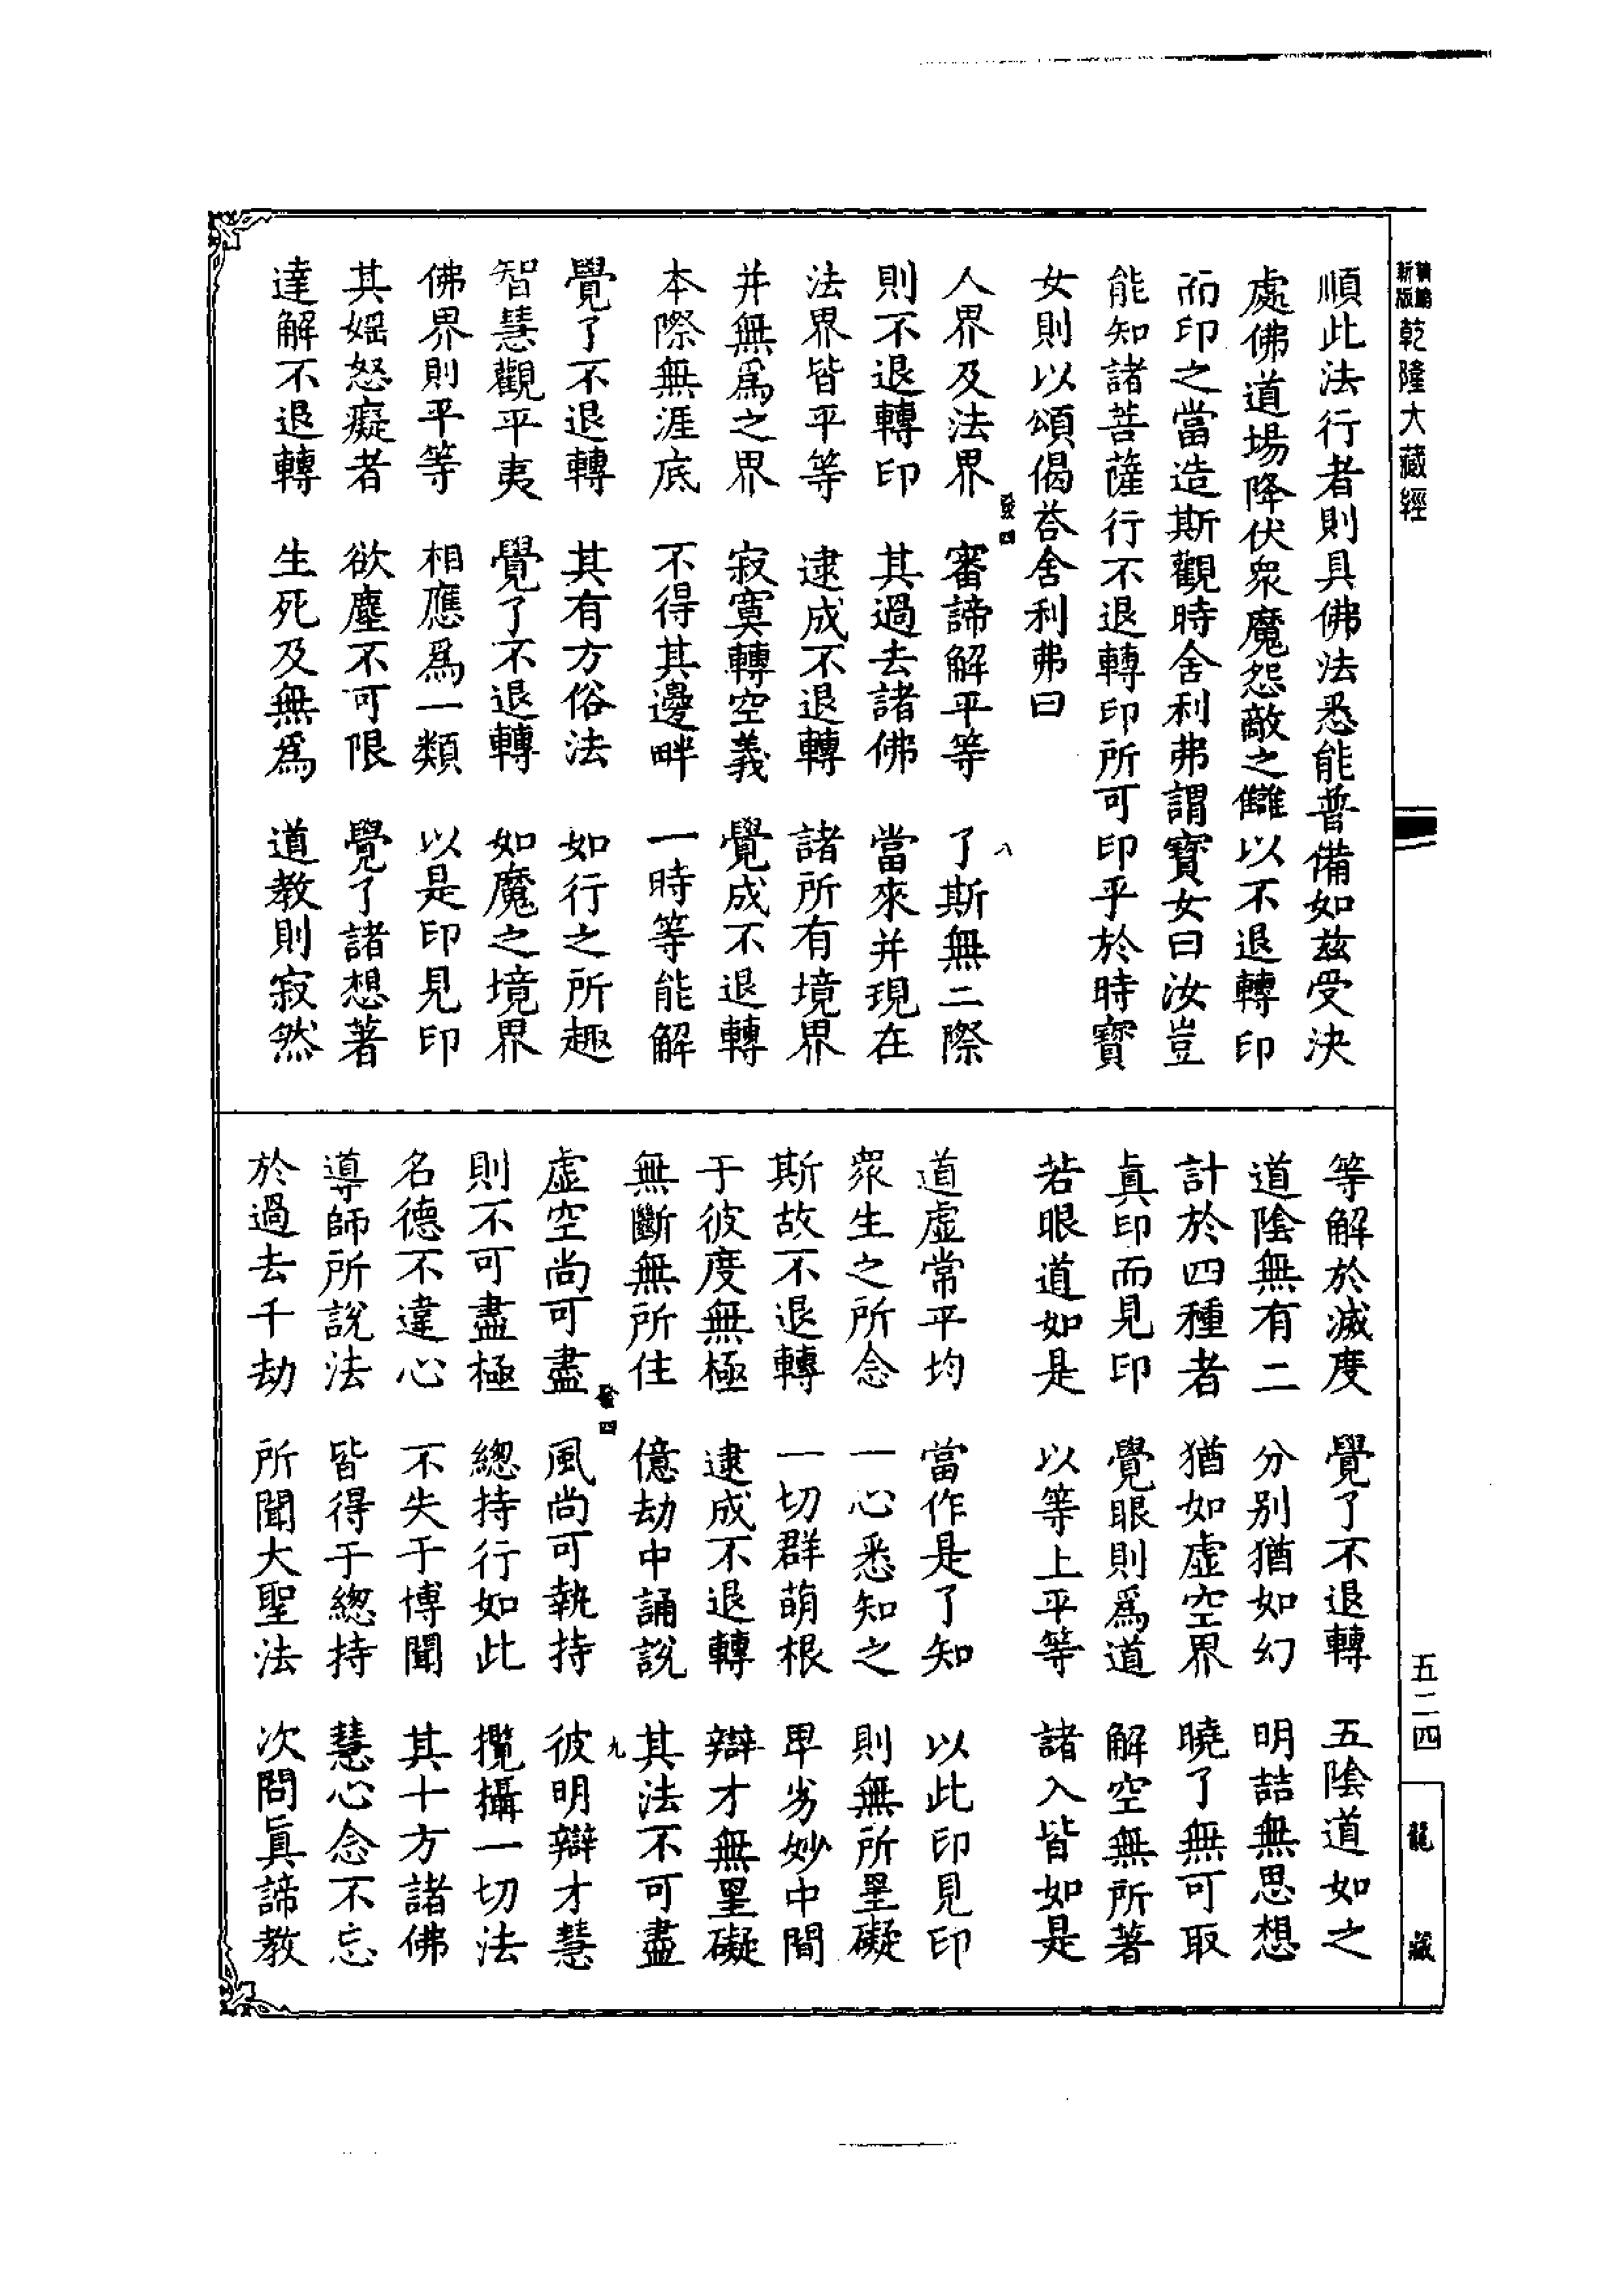 新版
乾隆大藏經
順此法行者則具佛法悉能普備如兹受決
處佛道場降伏衆魔怨敵之讎以不退轉印
而印之當造斯觀時舍利弗謂寳女曰汝豈
能知諸菩薩行不退轉印所可印乎於時寳
女則以頌偈荅舍利弗曰
人界及法界　審諦解平等　了斯無二際
則不退轉印　其過去諸佛　當來并現在
法界皆平等　逮成不退轉　諸所有境界
并無爲之界　寂寞轉空義　覺成不退轉
本際無涯底　不得其邊畔　一時等能解
覺了不退轉　其有方俗法　如行之所趣
智慧觀平夷　覺了不退轉　如魔之境界
佛界則平等　相應爲一類　以是印見印
其婬怒癡者　欲塵不可限　覺了諸想著
達解不退轉　生死及無爲　道教則寂然
四
八
等解於滅度　覺了不退轉　五陰道如之
道陰無有二　分別猶如幻　明詰無思想
計於四種者　猶如虛空界　曉了無可取
眞印而見印　覺眼則爲道　解空無所著
若眼道如是　以等上平等　諸入皆如是
道虛常平均　當作是了知　以此印見印
衆生之所念　一心悉知之　則無所罣礙
斯故不退轉　一切群萌根　卑劣妙中間
于彼度無極　逮成不退轉　辯才無罣礙
無斷無所住　億劫中誦說　其法不可盡
虛空尚可盡　風尚可執持　彼明辯才慧
則不可盡極　總持行如此　攬攝一切法
名德不違心　不失于博聞　其十方諸佛
導師所說法　皆得于總持　慧心念不忘
於過去千劫　所聞大聖法　次問眞諦教
四
九
五二四
龍藏